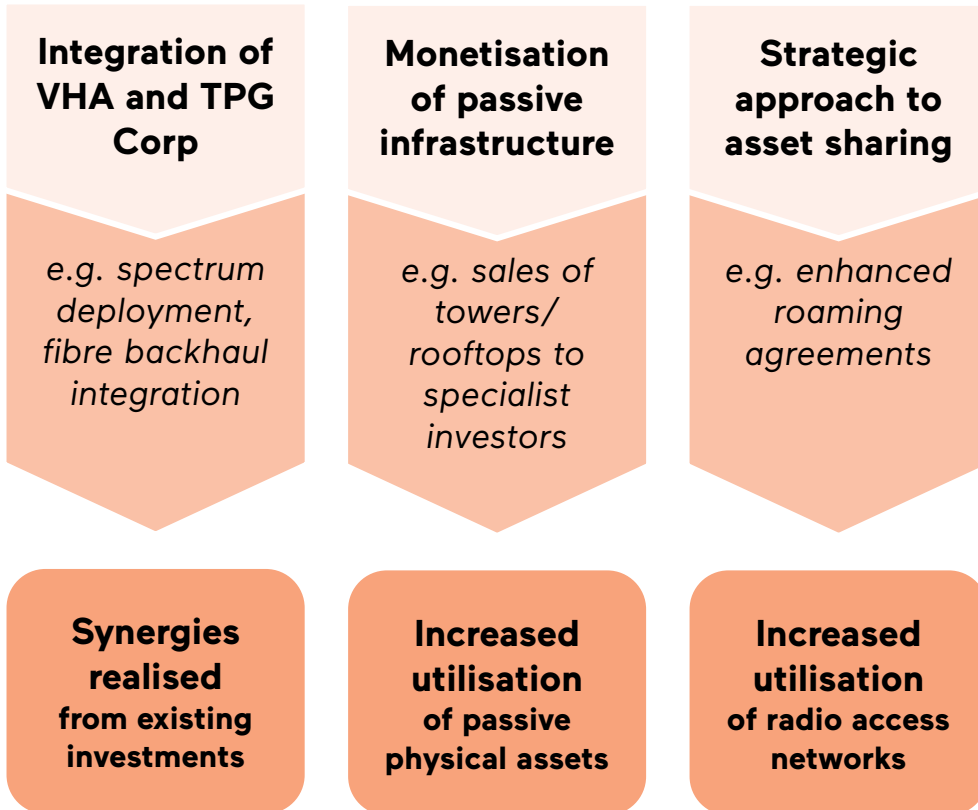 Integration of
VHA and TPG
Corp
e.g. spectrum
deployment,
fibre backhaul
integration
Synergies
realised
from existing
investments
Monetisation
of passive
infrastructure
e.g. sales of
towers/
rooftops to
specialist
investors
Increased
utilisation
of passive
physical assets
Strategic
approach to
asset sharing
e.g. enhanced
roaming
agreements
Increased
utilisation
of radio access
networks